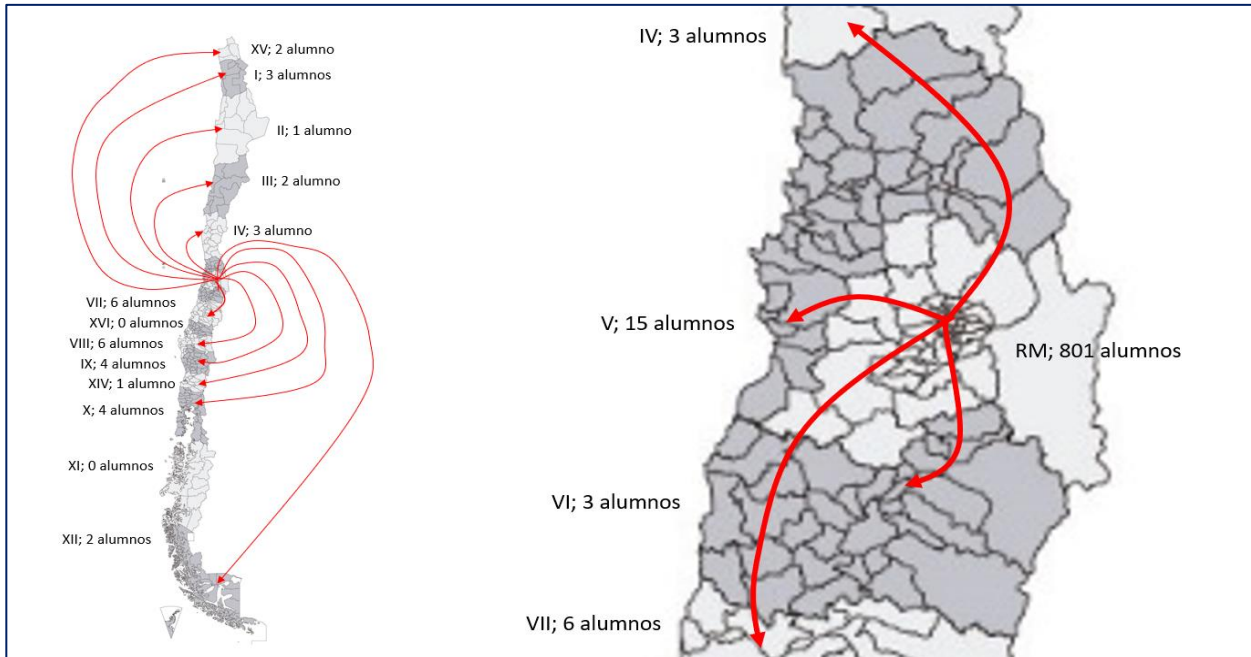 XV; 2 alumno
I; 3 alumnos
II; 1 alumno
III; 2 alumno
IV; 3 alumno
VII; 6 alumnos
XVI; 0 alumnos
VIII; 6 alumnos
IX; 4 alumnos
XIV; 1 alumno
X; 4 alumnos
XI; 0 alumnos
XII; 2 alumnos
IV; 3 alumnos
V; 15 alumnos
RM; 801 alumnos
VI; 3 alumnos
VII; 6 alumnos